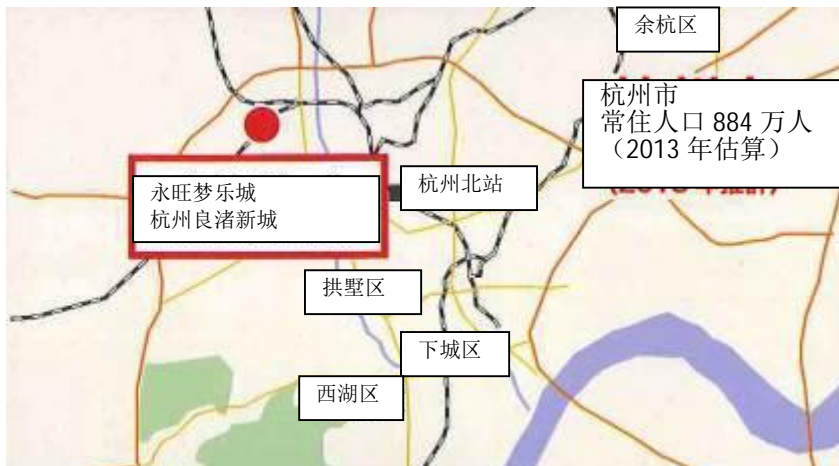 余杭区
杭州市
常住人口 884 万人
（2013 年估算）
永旺梦乐城
杭州良渚新城
杭州北站
拱墅区
下城区
西湖区